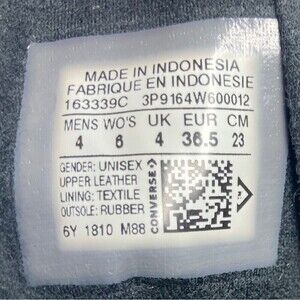 MADE IN INDONESIA
FABRIQUE EN INDONESIE
163339C 3P9164W600012
MENS WO'S UK EUR CM
4 6 4 36.5 23
GENDER: UNISEX
UPPER LEATHER
LINING: TEXTILE
OUTSOLE: RUBBER
6Y 1810 M88
CONVERSE